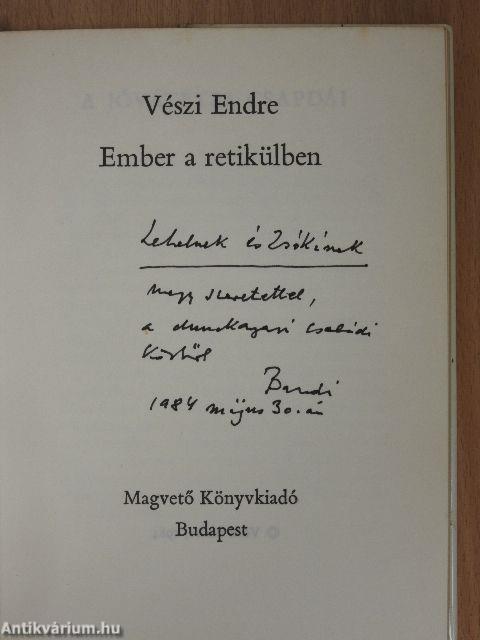 Vészi Endre
Ember a retikülben
Lehelnek és Zsókának
nagy szeretettel,
a dunakanyari családi
körből
Bandi
1984 május 30.-án
Magvető Könyvkiadó
Budapest
Antikvárium.hu